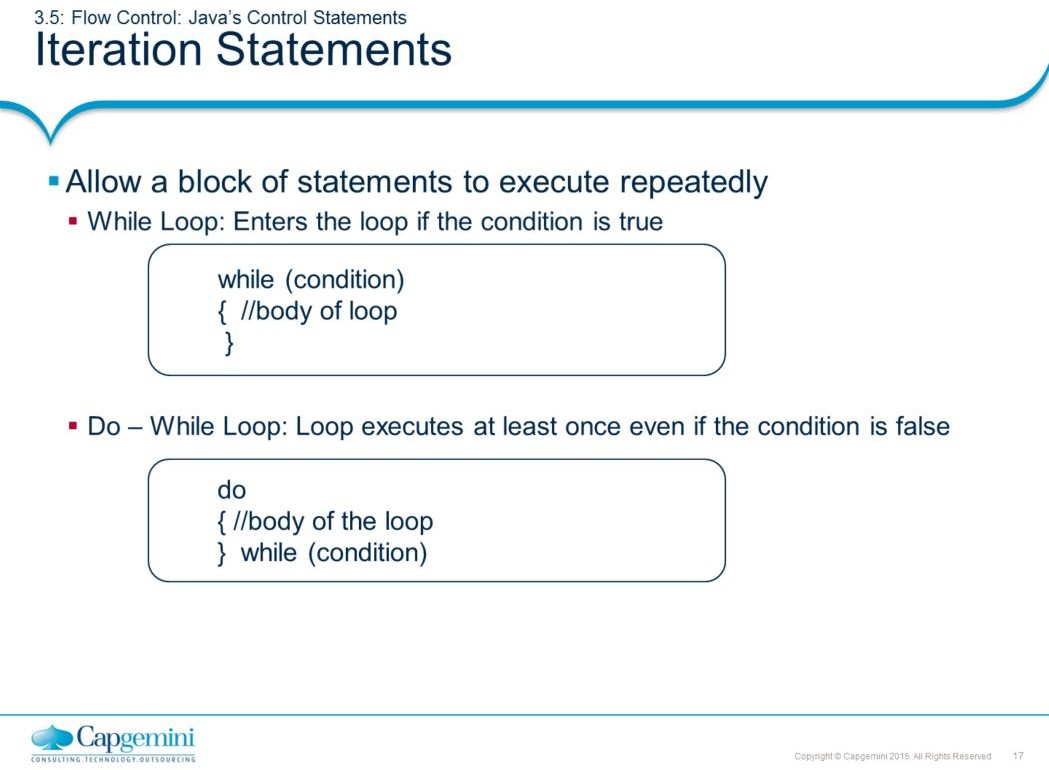 3.5: Flow Control: Java’s Control Statements
Iteration Statements
Allow a block of statements to execute repeatedly
While Loop: Enters the loop if the condition is true
while (condition)
{ //body of loop
}
Do – While Loop: Loop executes at least once even if the condition is false
do
{ //body of the loop
} while (condition)
Capgemini
CONSULTING.TECHNOLOGY.OUTSOURCING
Copyright © Capgemini 2015. All Rights Reserved 17